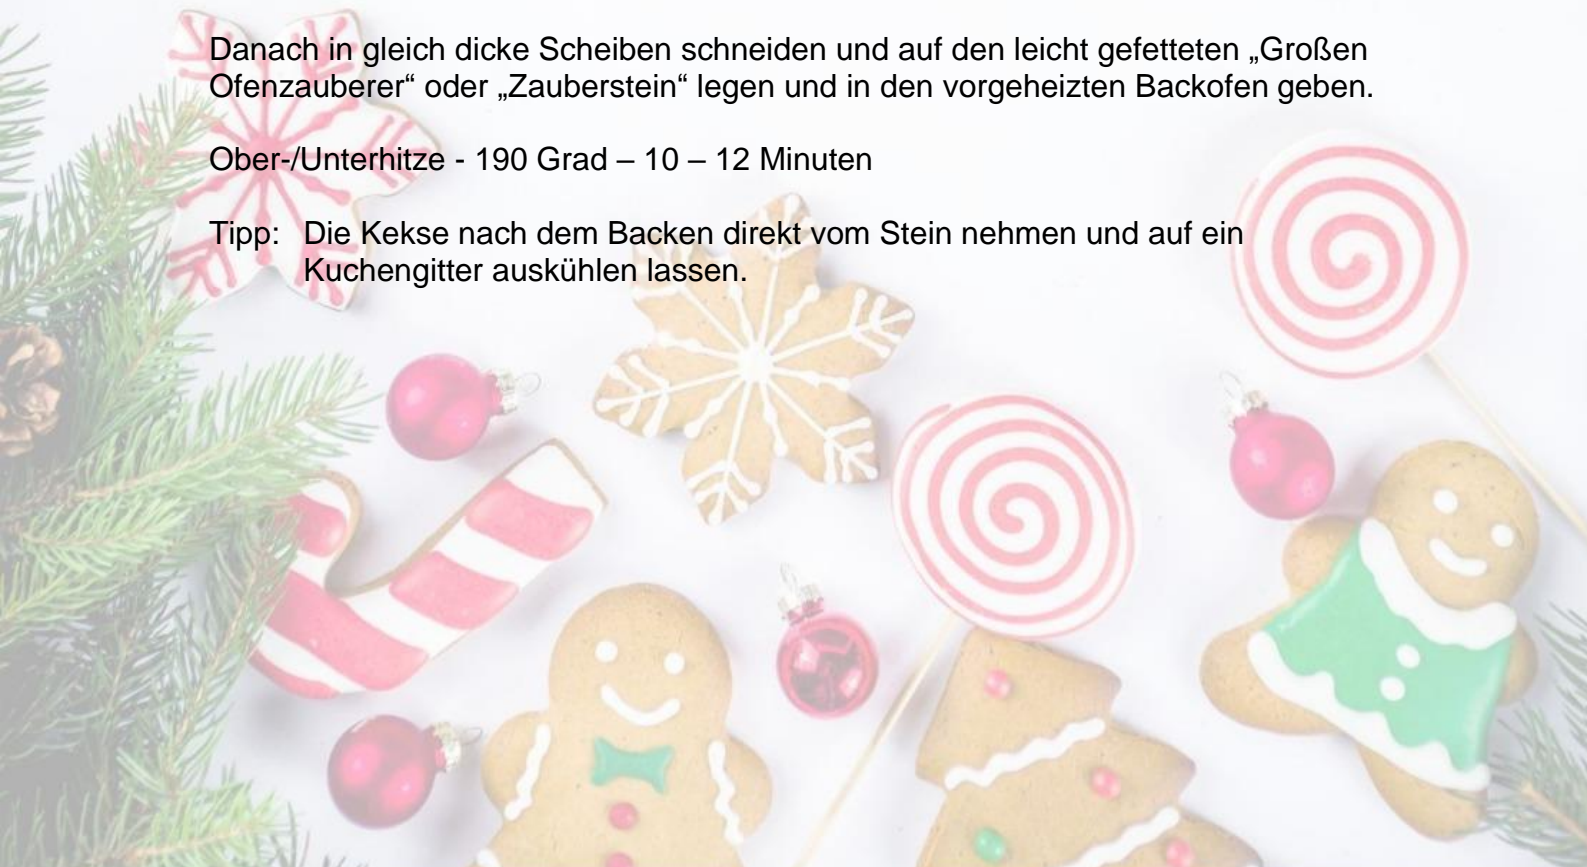 Danach in gleich dicke Scheiben schneiden und auf den leicht gefetteten „Großen
Ofenzauberer“ oder „Zauberstein“ legen und in den vorgeheizten Backofen geben.
Ober-/Unterhitze - 190 Grad – 10 – 12 Minuten
Tipp: Die Kekse nach dem Backen direkt vom Stein nehmen und auf ein
Kuchengitter auskühlen lassen.